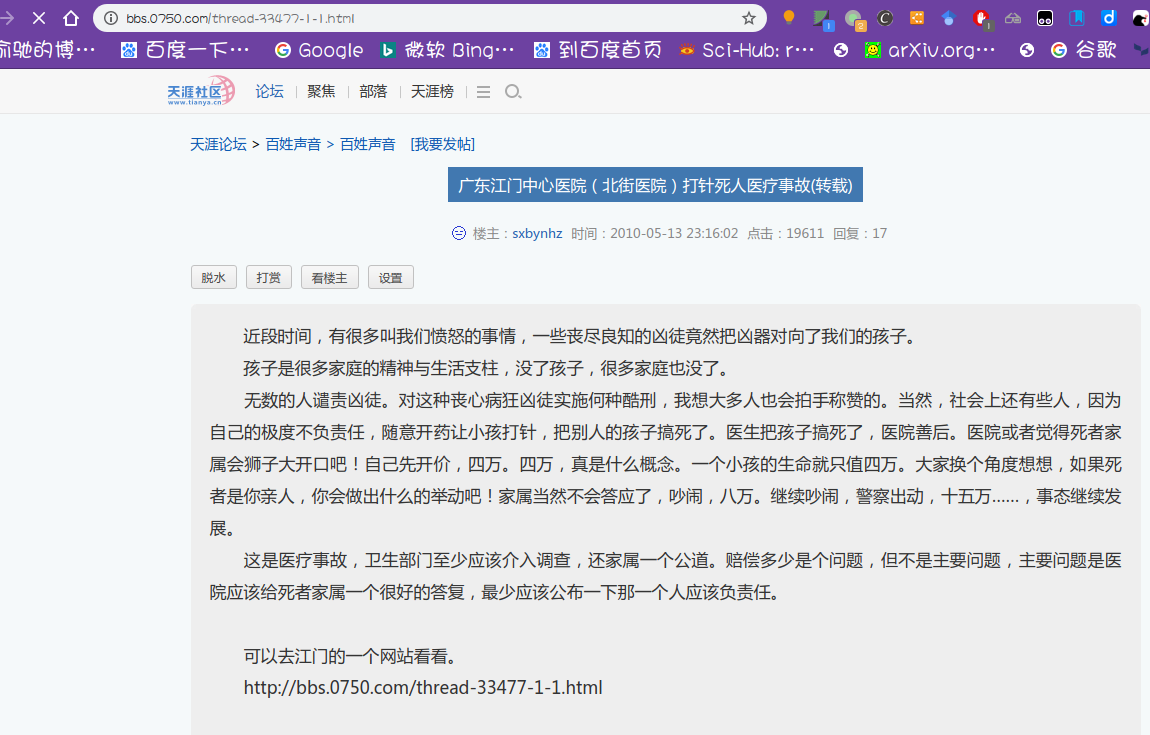 bbs.0750.com/thread-33477-1-1.html
家驰的博… 百度一下… Google 微软 Bing… 到百度首页 Sci-Hub: r… arXiv.org… 谷歌
天涯社区 论坛 | 聚焦 | 部落 | 天涯榜 |
www.tianya.cn
天涯论坛 > 百姓声音 > 百姓声音 [我要发帖]
广东江门中心医院（北街医院）打针死人医疗事故(转载)
楼主：sxbynhz 时间：2010-05-13 23:16:02 点击：19611 回复：17
脱水 打赏 看楼主 设置
近段时间，有很多叫我们愤怒的事情，一些丧尽良知的凶徒竟然把凶器对向了我们的孩子。
孩子是很多家庭的精神与生活支柱，没了孩子，很多家庭也没了。
无数的人谴责凶徒。对这种丧心病狂凶徒实施何种酷刑，我想大多人也会拍手称赞的。当然，社会上还有些人，因为
自己的极度不负责任，随意开药让小孩打针，把别人的孩子搞死了。医生把孩子搞死了，医院善后。医院或者觉得死者家
属会狮子大开口吧！自己先开价，四万。四万，真是什么概念。一个小孩的生命就只值四万。大家换个角度想想，如果死
者是你亲人，你会做出什么的举动吧！家属当然不会答应了，吵闹，八万。继续吵闹，警察出动，十五万……，事态继续发
展。
这是医疗事故，卫生部门至少应该介入调查，还家属一个公道。赔偿多少是个问题，但不是主要问题，主要问题是医
院应该给死者家属一个很好的答复，最少应该公布一下那一个人应该负责任。
可以去江门的一个网站看看。
http://bbs.0750.com/thread-33477-1-1.html